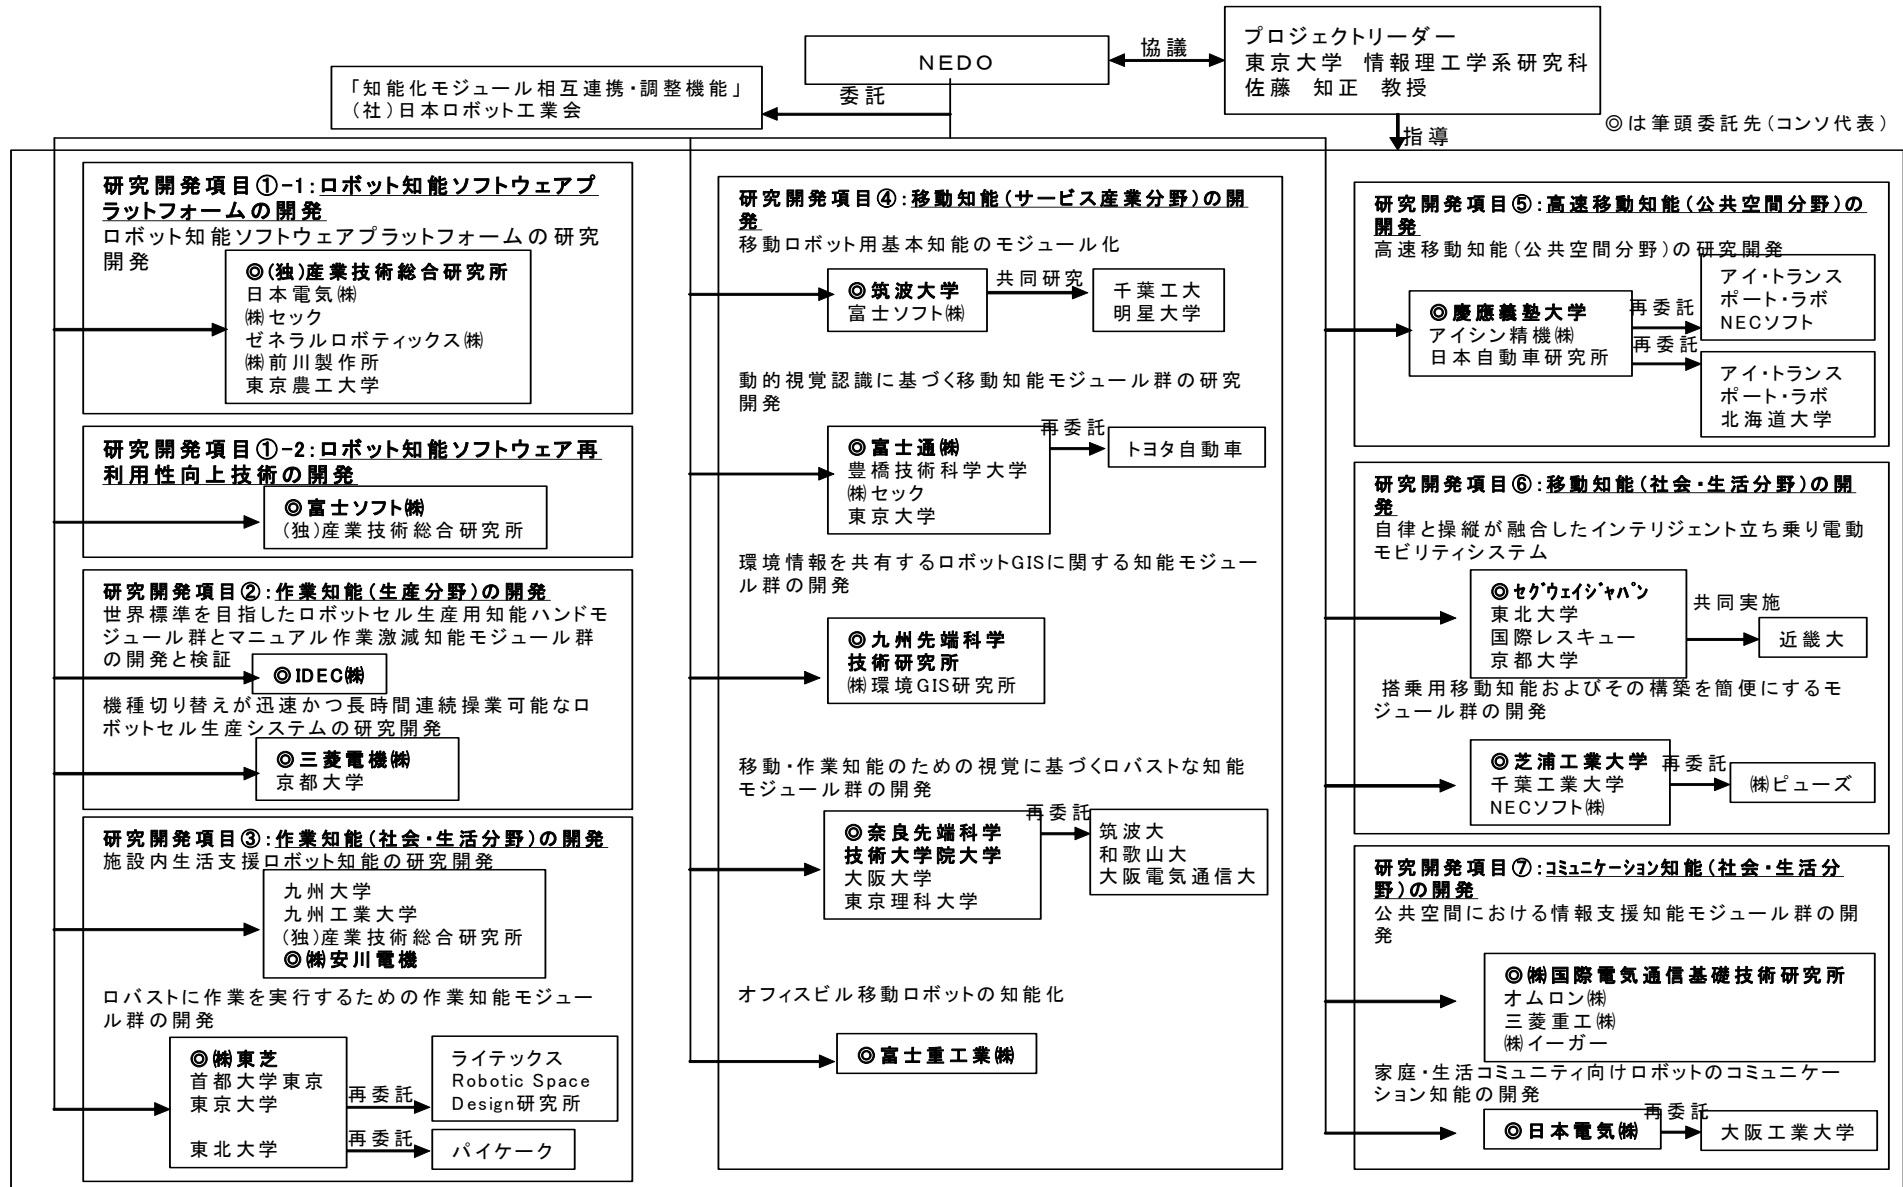 NEDO
協議
プロジェクトリーダー
東京大学 情報理工学系研究科
佐藤 知正 教授
「知能化モジュール相互連携・調整機能」
(社)日本ロボット工業会
委託
◎は筆頭委託先(コンソ代表)
指導
研究開発項目①-1:ロボット知能ソフトウェアプ
ラットフォームの開発
ロボット知能ソフトウェアプラットフォームの研究
開発
◎(独)産業技術総合研究所
日本電気㈱
㈱セック
ゼネラルロボティックス㈱
㈱前川製作所
東京農工大学
研究開発項目①-2:ロボット知能ソフトウェア再
利用性向上技術の開発
◎富士ソフト㈱
(独)産業技術総合研究所
研究開発項目②:作業知能(生産分野)の開発
世界標準を目指したロボットセル生産用知能ハンドモ
ジュール群とマニュアル作業激減知能モジュール群
の開発と検証
◎IDEC㈱
機種切り替えが迅速かつ長時間連続操業可能なロ
ボットセル生産システムの研究開発
◎三菱電機㈱
京都大学
研究開発項目③:作業知能(社会・生活分野)の開発
施設内生活支援ロボット知能の研究開発
九州大学
九州工業大学
(独)産業技術総合研究所
◎㈱安川電機
ロバストに作業を実行するための作業知能モジュー
ル群の開発
◎㈱東芝
首都大学東京
東京大学
東北大学
再委託
ライテックス
Robotic Space
Design研究所
再委託
パイケーク
研究開発項目④:移動知能(サービス産業分野)の開
発
移動ロボット用基本知能のモジュール化
◎筑波大学
富士ソフト㈱
共同研究
千葉工大
明星大学
動的視覚認識に基づく移動知能モジュール群の研究
開発
◎富士通㈱
豊橋技術科学大学
㈱セック
東京大学
再委託
トヨタ自動車
環境情報を共有するロボットGISに関する知能モジュー
ル群の開発
◎九州先端科学
技術研究所
㈱環境GIS研究所
移動・作業知能のための視覚に基づくロバストな知能
モジュール群の開発
◎奈良先端科学
技術大学院大学
大阪大学
東京理科大学
再委託
筑波大
和歌山大
大阪電気通信大
オフィスビル移動ロボットの知能化
◎富士重工業㈱
研究開発項目⑤:高速移動知能(公共空間分野)の
開発
高速移動知能(公共空間分野)の研究開発
◎慶應義塾大学
アイシン精機㈱
日本自動車研究所
再委託
アイ・トランス
ポート・ラボ
NECソフト
再委託
アイ・トランス
ポート・ラボ
北海道大学
研究開発項目⑥:移動知能(社会・生活分野)の開
発
自律と操縦が融合したインテリジェント立ち乗り電動
モビリティシステム
◎ｾｸﾞｳｪｲｼﾞｬﾊﾟﾝ
東北大学
国際レスキュー
京都大学
共同実施
近畿大
搭乗用移動知能およびその構築を簡便にするモ
ジュール群の開発
◎芝浦工業大学
千葉工業大学
NECソフト㈱
再委託
㈱ピューズ
研究開発項目⑦:ｺﾐｭﾆｹｰｼｮﾝ知能(社会・生活分
野)の開発
公共空間における情報支援知能モジュール群の開
発
◎㈱国際電気通信基礎技術研究所
オムロン㈱
三菱重工㈱
㈱イーガー
家庭・生活コミュニティ向けロボットのコミュニケー
ション知能の開発
◎日本電気㈱
再委託
大阪工業大学